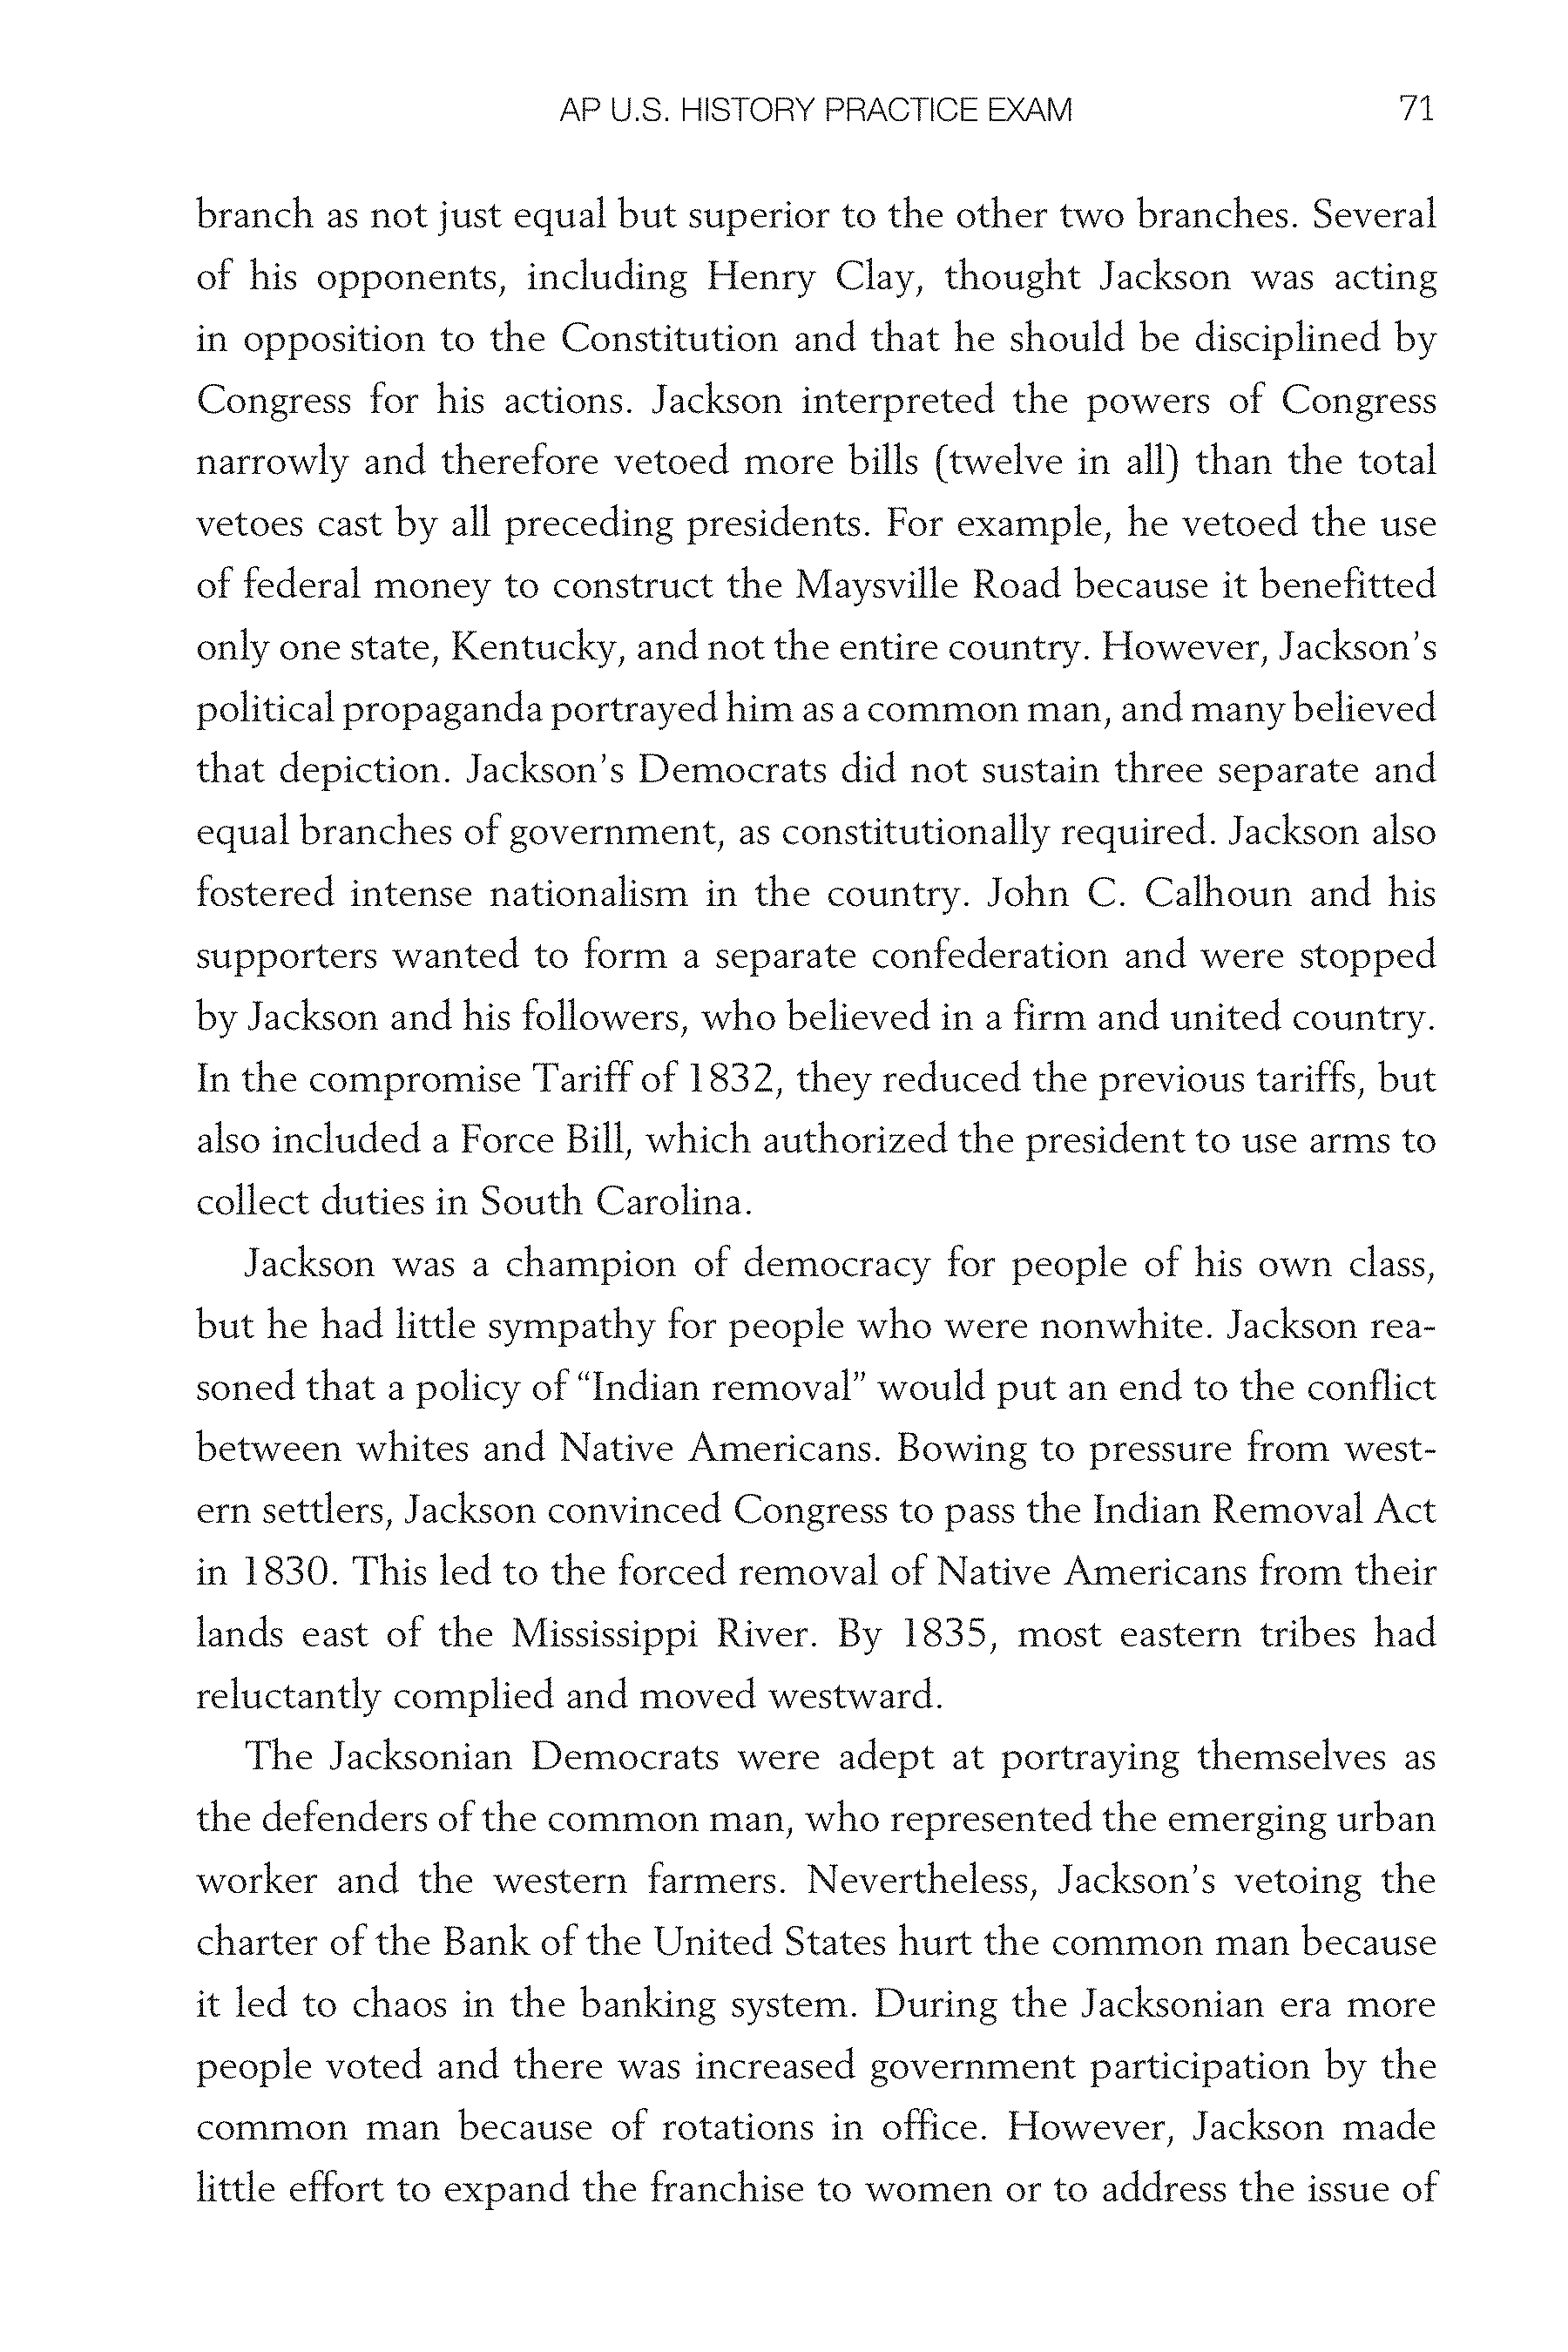 AP U.S. HISTORY PRACTICE EXAM 71
branch as not just equal but superior to the other two branches. Several
of his opponents, including Henry Clay, thought Jackson was acting
in opposition to the Constitution and that he should be disciplined by
Congress for his actions. Jackson interpreted the powers of Congress
narrowly and therefore vetoed more bills (twelve in all) than the total
vetoes cast by all preceding presidents. For example, he vetoed the use
of federal money to construct the Maysville Road because it benefitted
only one state, Kentucky, and not the entire country. However, Jackson’s
political propaganda portrayed him as a common man, and many believed
that depiction. Jackson’s Democrats did not sustain three separate and
equal branches of government, as constitutionally required. Jackson also
fostered intense nationalism in the country. John C. Calhoun and his
supporters wanted to form a separate confederation and were stopped
by Jackson and his followers, who believed in a firm and united country.
In the compromise Tariff of 1832, they reduced the previous tariffs, but
also included a Force Bill, which authorized the president to use arms to
collect duties in South Carolina.
Jackson was a champion of democracy for people of his own class,
but he had little sympathy for people who were nonwhite. Jackson rea-
soned that a policy of “Indian removal” would put an end to the conflict
between whites and Native Americans. Bowing to pressure from west-
ern settlers, Jackson convinced Congress to pass the Indian Removal Act
in 1830. This led to the forced removal of Native Americans from their
lands east of the Mississippi River. By 1835, most eastern tribes had
reluctantly complied and moved westward.
The Jacksonian Democrats were adept at portraying themselves as
the defenders of the common man, who represented the emerging urban
worker and the western farmers. Nevertheless, Jackson’s vetoing the
charter of the Bank of the United States hurt the common man because
it led to chaos in the banking system. During the Jacksonian era more
people voted and there was increased government participation by the
common man because of rotations in office. However, Jackson made
little effort to expand the franchise to women or to address the issue of